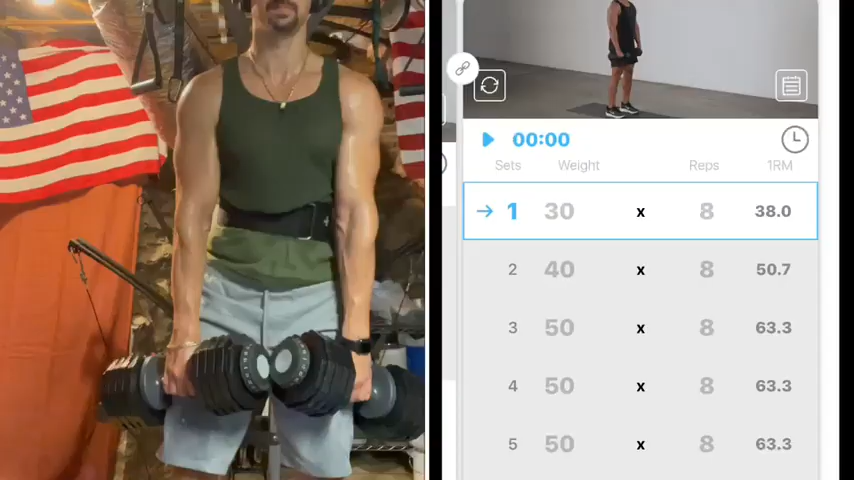 00:00
Sets Weight Reps 1RM
1 30 x 8 38.0
2 40 x 8 50.7
3 50 x 8 63.3
4 50 x 8 63.3
5 50 x 8 63.3